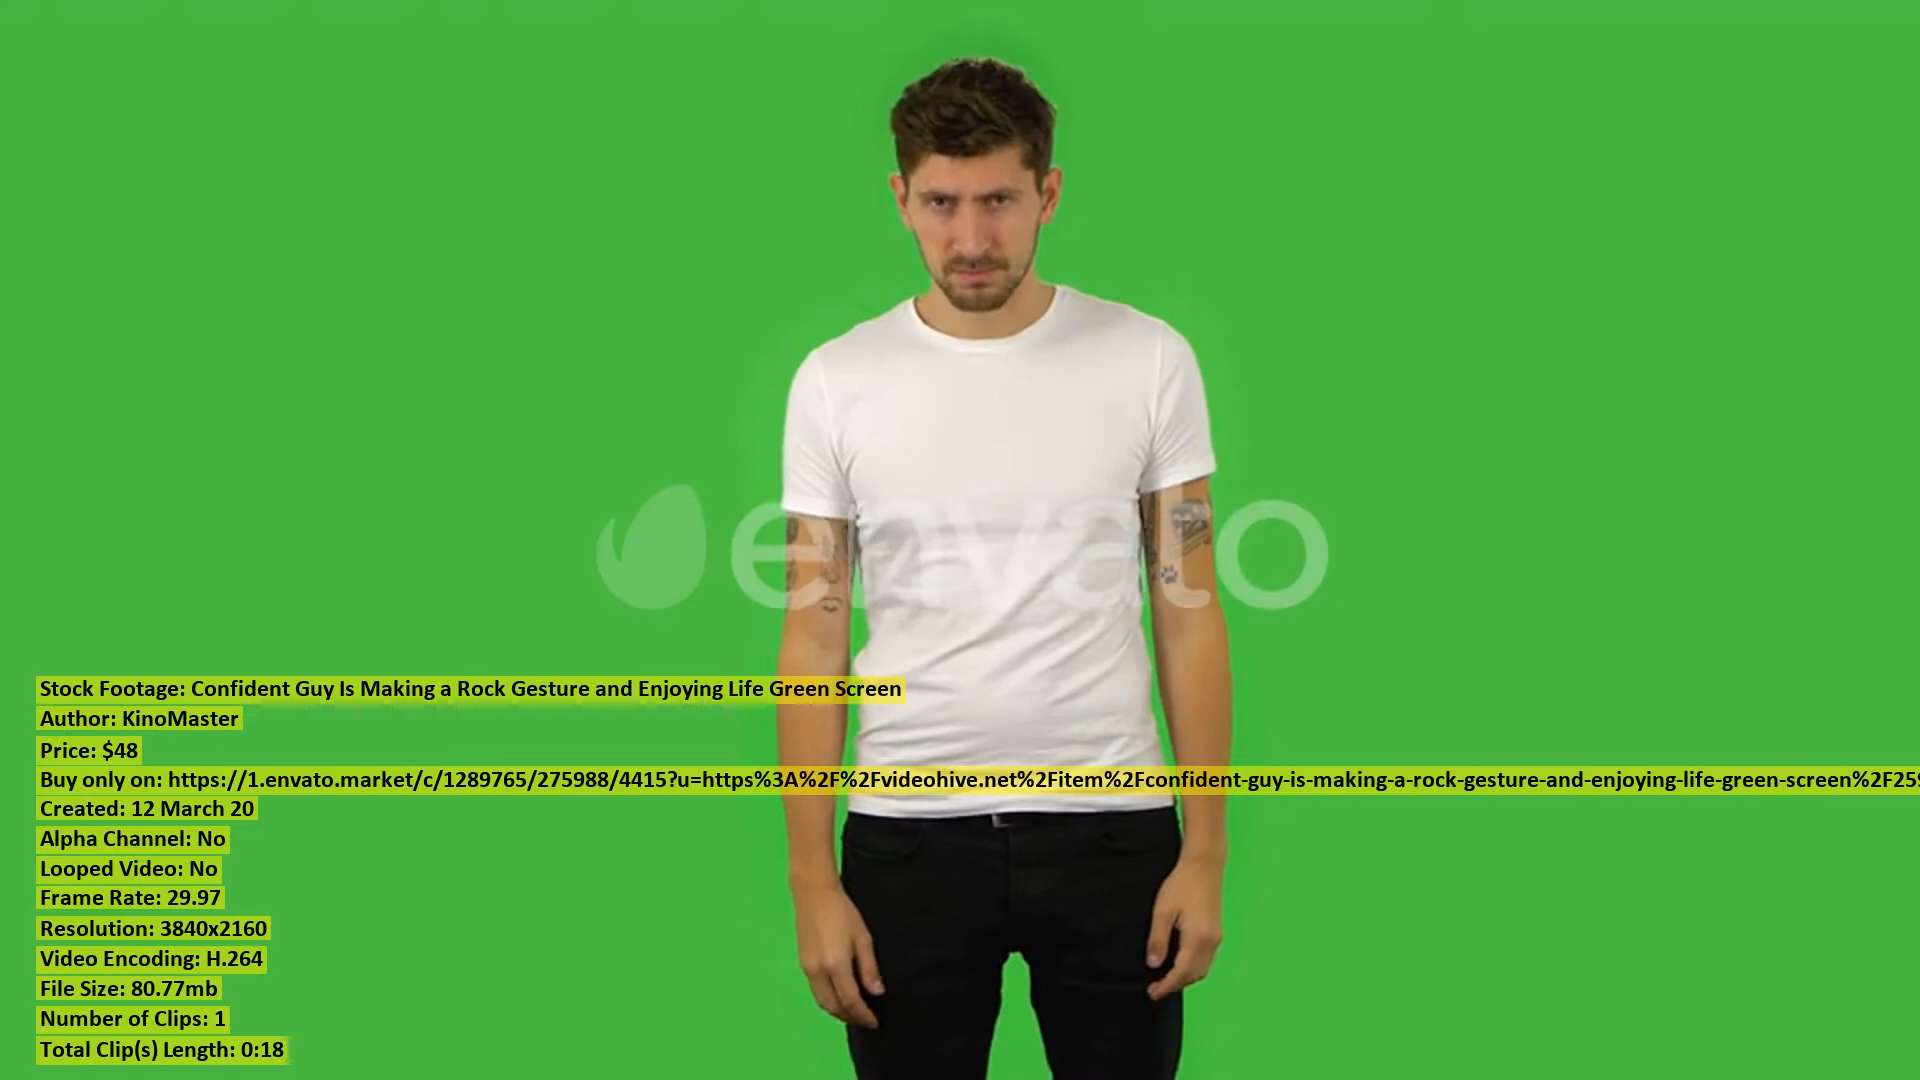 envato
Stock Footage: Confident Guy Is Making a Rock Gesture and Enjoying Life Green Screen
Author: KinoMaster
Price: $48
Buy only on: https://1.envato.market/c/1289765/275988/4415?u=https%3A%2F%2Fvideohive.net%2Fitem%2Fconfident-guy-is-making-a-rock-gesture-and-enjoying-life-green-screen%2F259
Created: 12 March 20
Alpha Channel: No
Looped Video: No
Frame Rate: 29.97
Resolution: 3840x2160
Video Encoding: H.264
File Size: 80.77mb
Number of Clips: 1
Total Clip(s) Length: 0:18